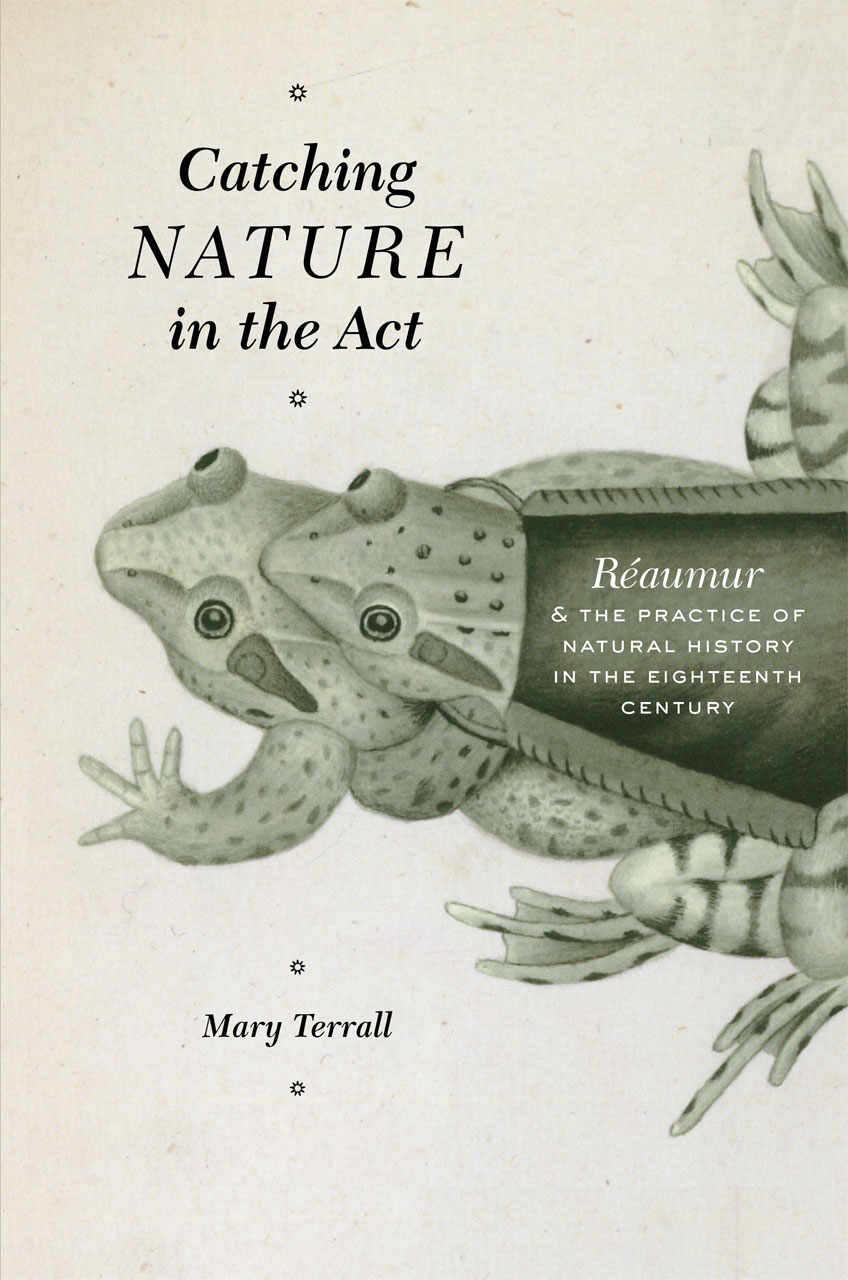 Catching
NATURE
in the Act
Réaumur
& THE PRACTICE OF
NATURAL HISTORY
IN THE EIGHTEENTH
CENTURY
Mary Terrall